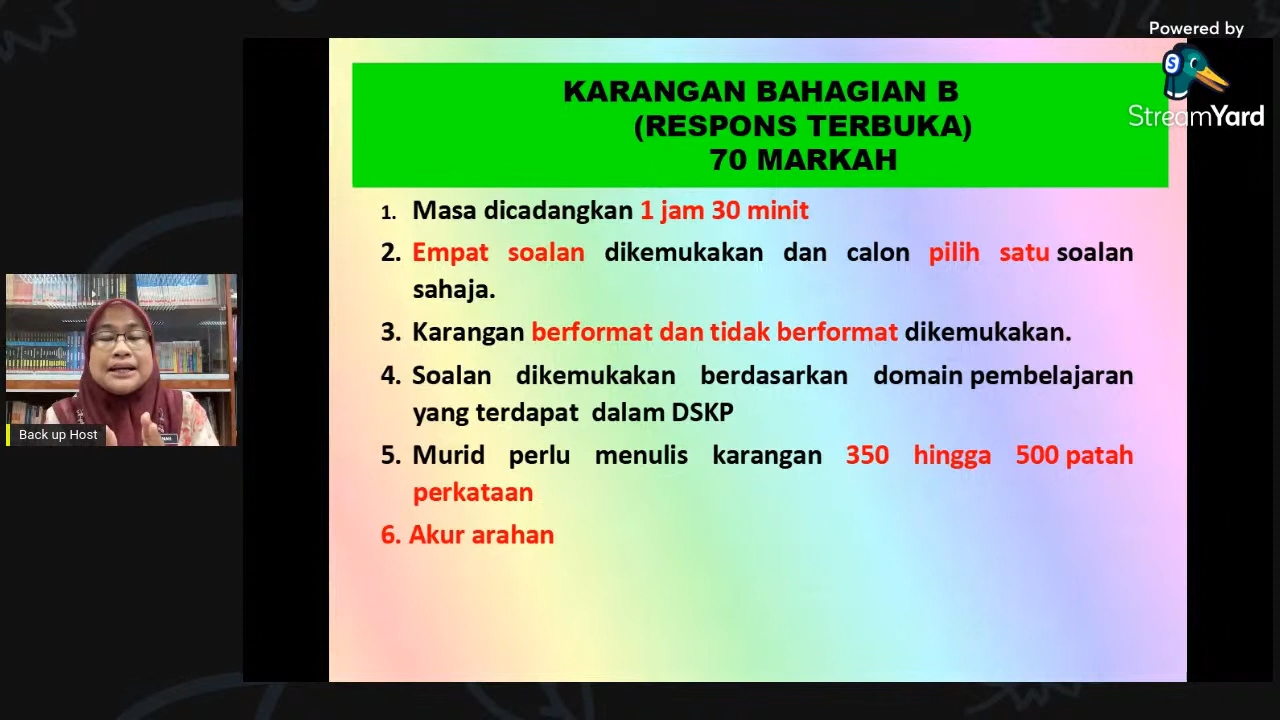 Powered by
StreamYard
KARANGAN BAHAGIAN B
(RESPONS TERBUKA)
70 MARKAH
1. Masa dicadangkan 1 jam 30 minit
2. Empat soalan dikemukakan dan calon pilih satu soalan
sahaja.
3. Karangan berformat dan tidak berformat dikemukakan.
4. Soalan dikemukakan berdasarkan domain pembelajaran
yang terdapat dalam DSKP
5. Murid perlu menulis karangan 350 hingga 500 patah
perkataan
6. Akur arahan
Back up Host